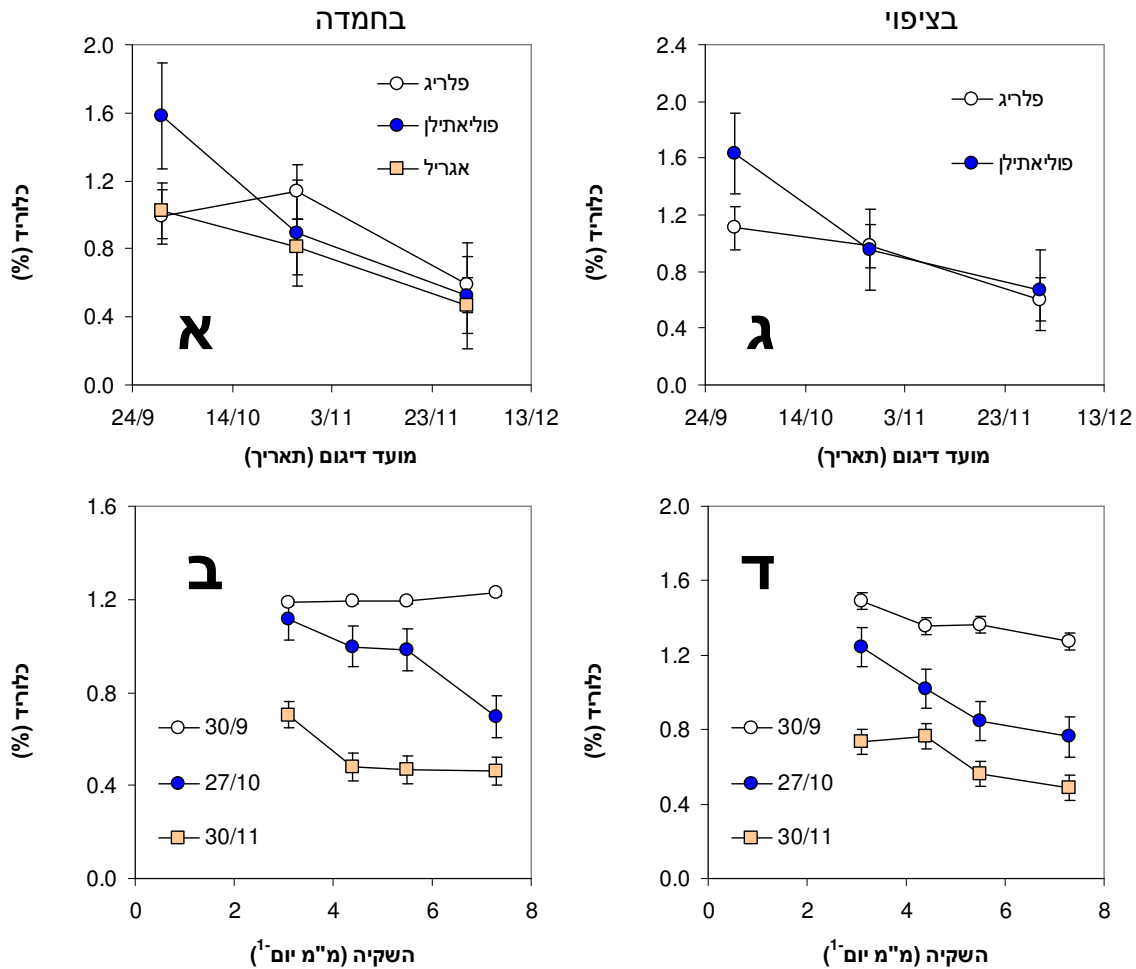 בחמדה
2.0
1.6
1.2
0.8
0.4
0.0
כלוריד (%)
פלריג
פוליאתילן
אגריל
א
24/9 14/10 3/11 23/11 13/12
מועד דיגום (תאריך)
בציפוי
2.4
2.0
1.6
1.2
0.8
0.4
0.0
כלוריד (%)
פלריג
פוליאתילן
ג
24/9 14/10 3/11 23/11 13/12
מועד דיגום (תאריך)
1.6
1.2
0.8
0.4
0.0
כלוריד (%)
ב
30/9
27/10
30/11
0 2 4 6 8
השקיה (מ"מ יום-1)
2.0
1.6
1.2
0.8
0.4
0.0
כלוריד (%)
ד
30/9
27/10
30/11
0 2 4 6 8
השקיה (מ"מ יום-1)